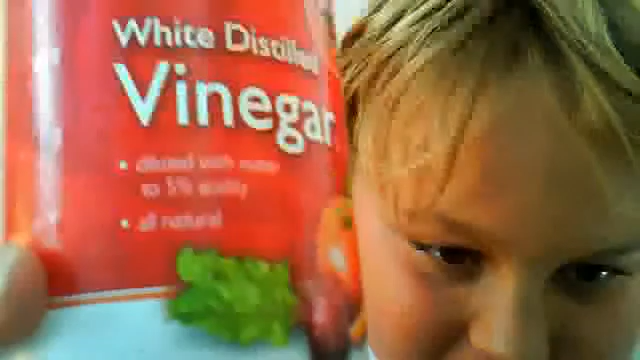 White Distilled
Vinegar
• diluted with water
to 5% acidity
• all natural